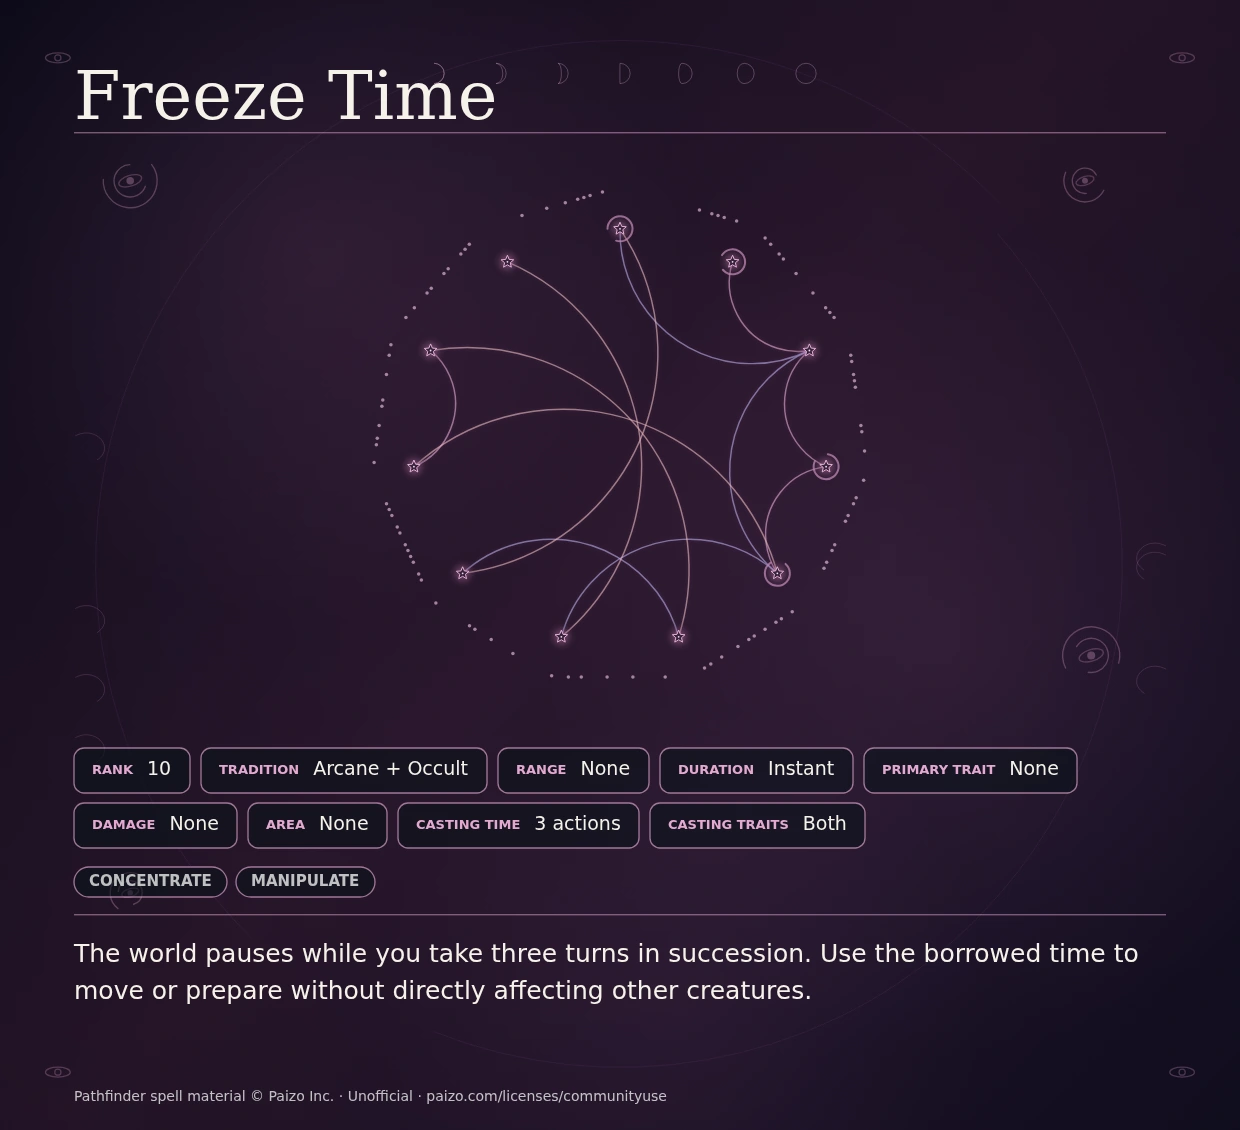 Freeze Time
RANK 10 TRADITION Arcane + Occult RANGE None DURATION Instant PRIMARY TRAIT None
DAMAGE None AREA None CASTING TIME 3 actions CASTING TRAITS Both
CONCENTRATE MANIPULATE
The world pauses while you take three turns in succession. Use the borrowed time to
move or prepare without directly affecting other creatures.
Pathfinder spell material © Paizo Inc. · Unofficial · paizo.com/licenses/communityuse